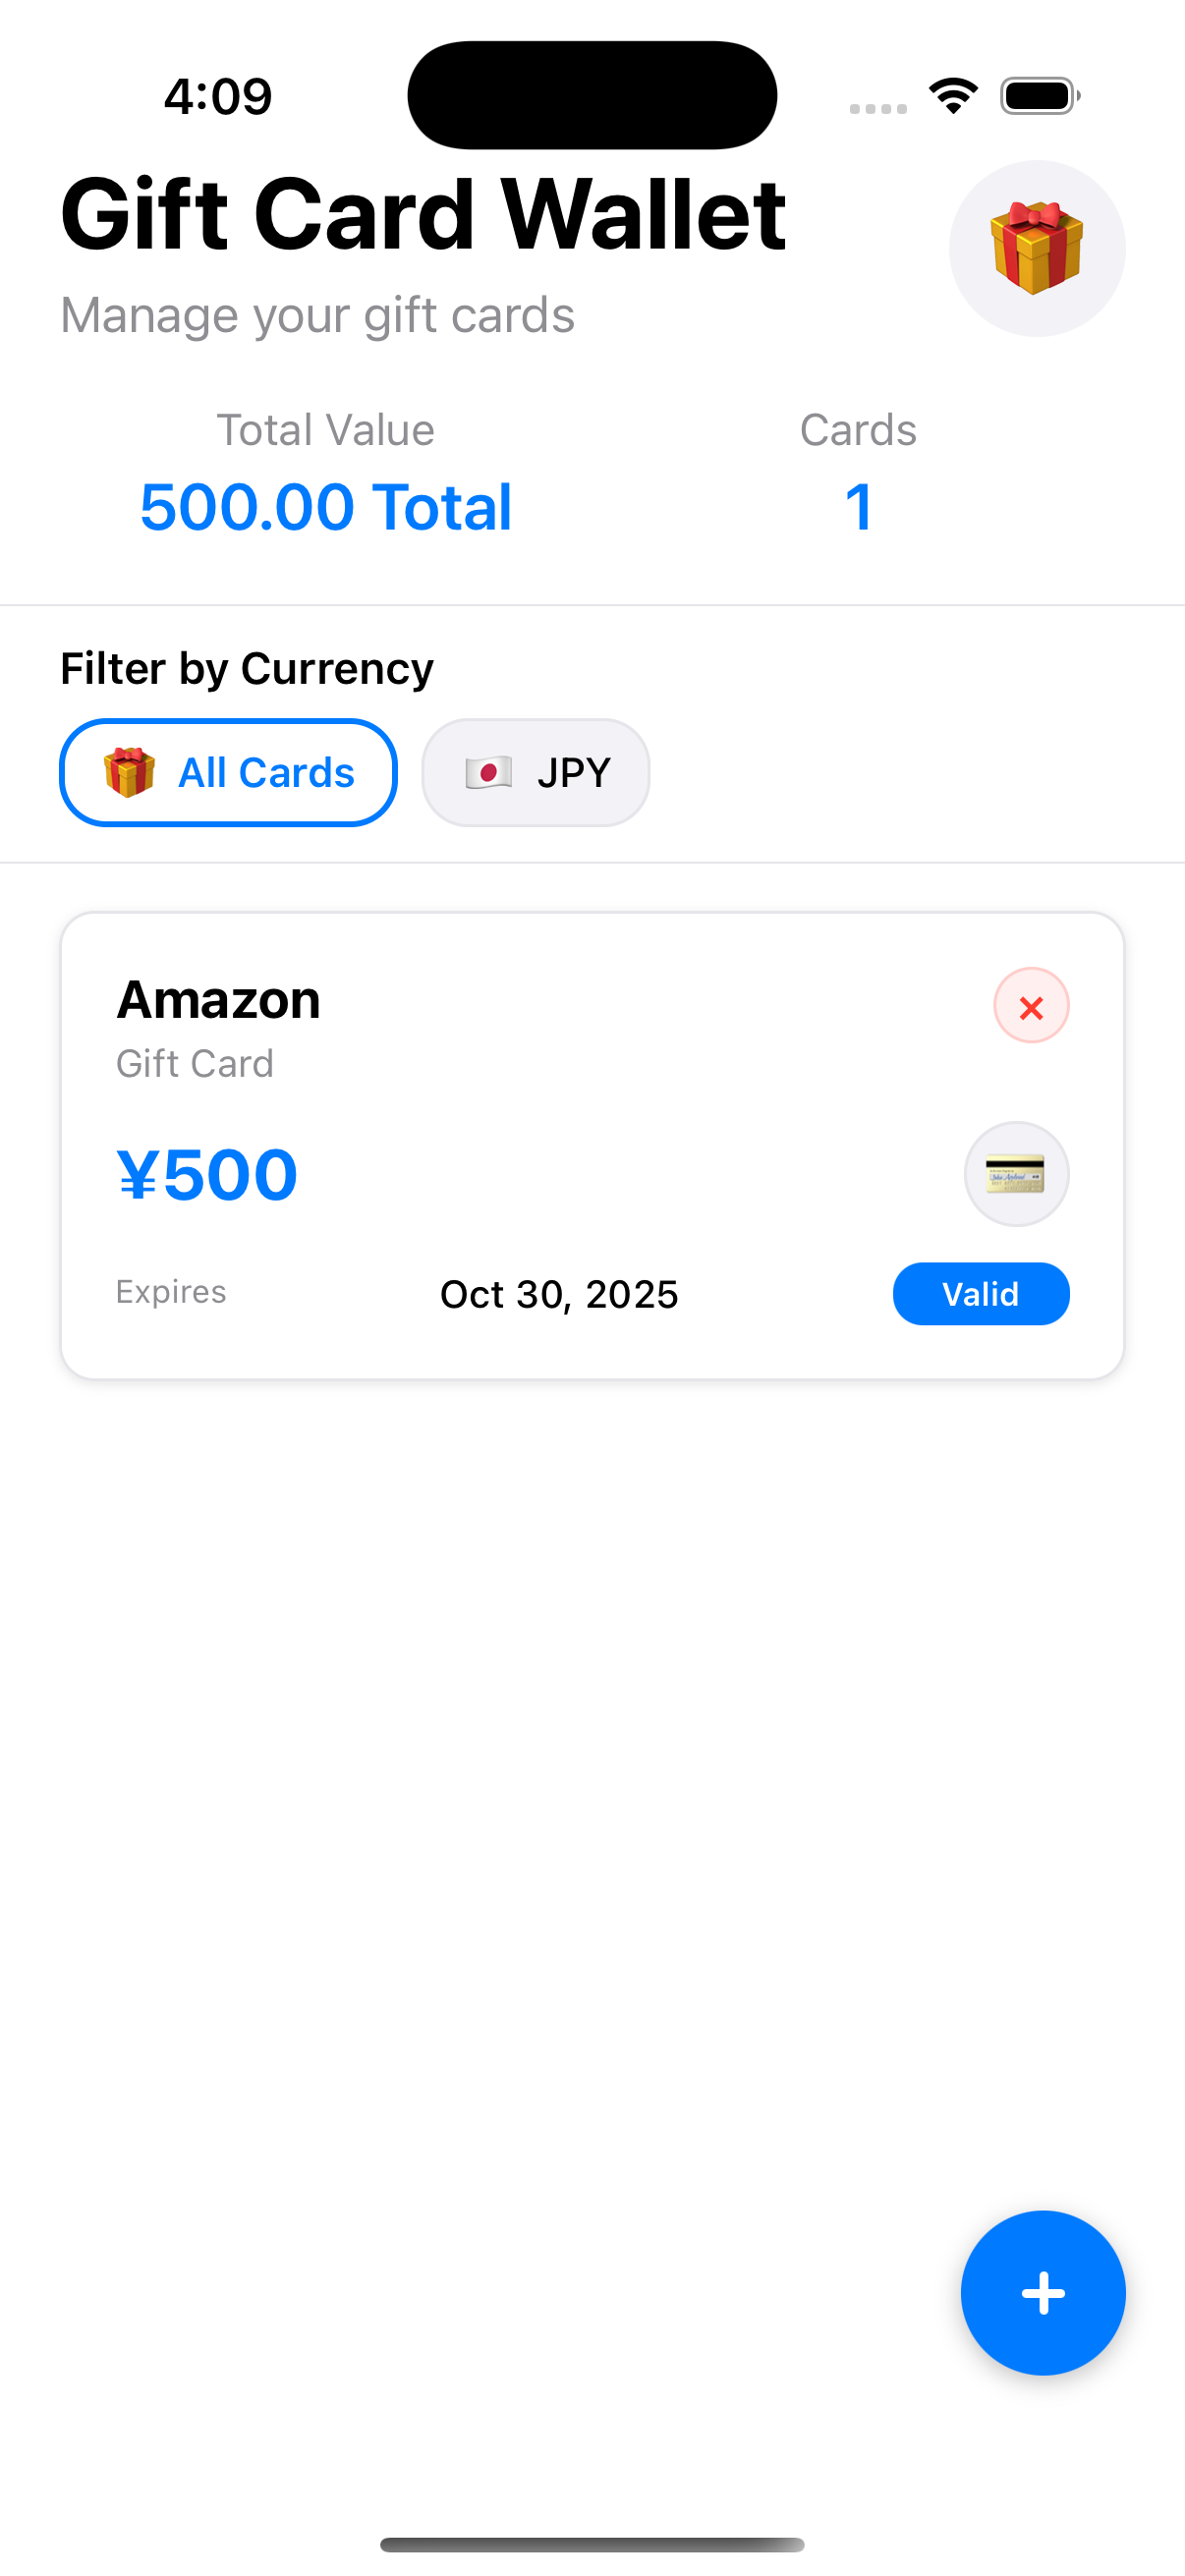 4:09
Gift Card Wallet
Manage your gift cards
Total Value
Cards
500.00 Total
1
Filter by Currency
All Cards
JPY
Amazon
×
Gift Card
¥500
Expires
Oct 30, 2025
Valid
+